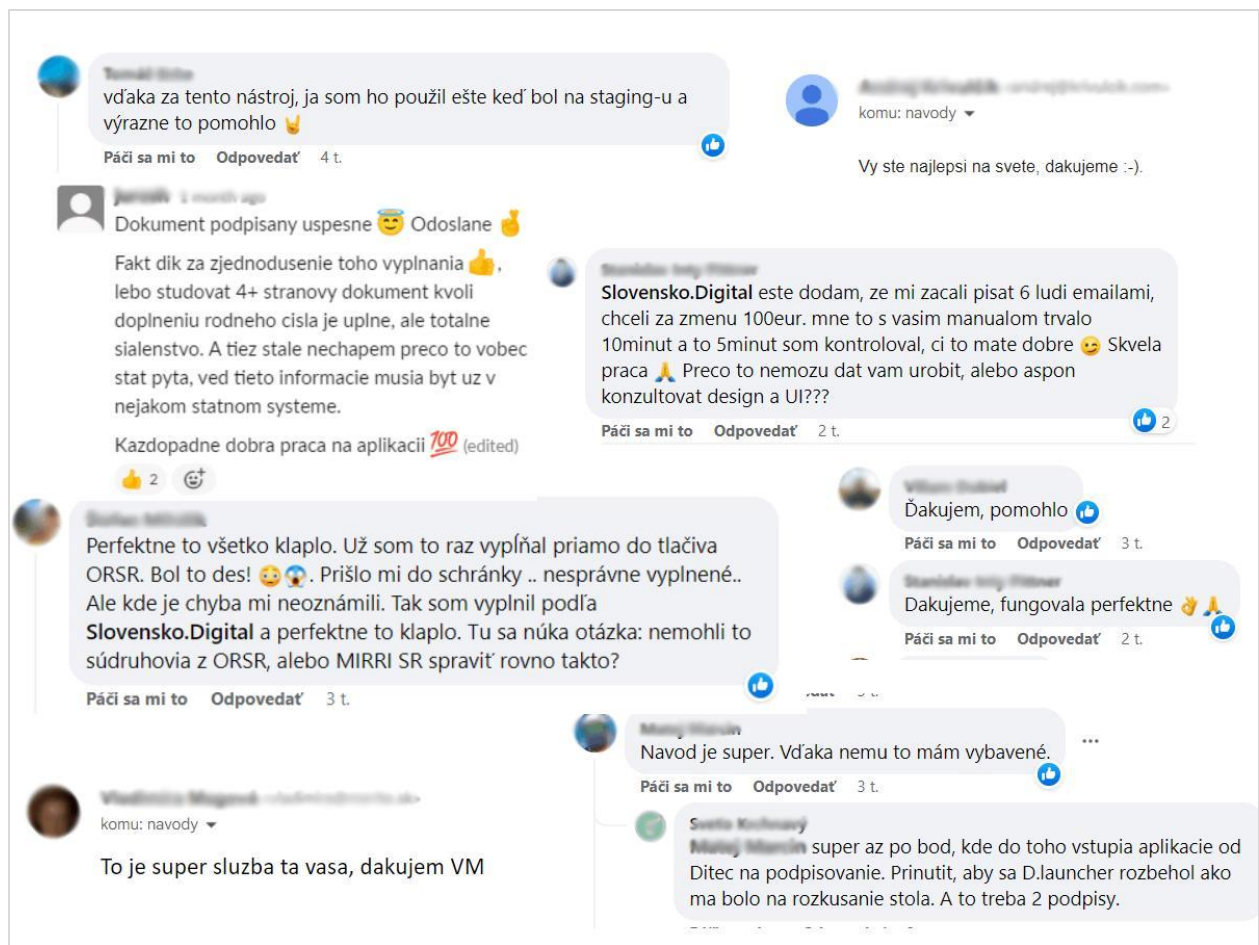 vďaka za tento nástroj, ja som ho použil ešte keď bol na staging-u a
výrazne to pomohlo 🤘
Páči sa mi to Odpovedať 4 t.
komu: navody
Vy ste najlepsi na svete, dakujeme :-).
1 month ago
Dokument podpisany uspesne 😇 Odoslane 🤞
Fakt dik za zjednodusenie toho vyplnania 👍,
lebo studovat 4+ stranovy dokument kvoli
doplneniu rodneho cisla je uplne, ale totalne
sialenstvo. A tiez stale nechapem preco to vobec
stat pyta, ved tieto informacie musia byt uz v
nejakom statnom systeme.
Kazdopadne dobra praca na aplikacii 💯 (edited)
👍 2
Slovensko.Digital este dodam, ze mi zacali pisat 6 ludi emailami,
chceli za zmenu 100eur. mne to s vasim manualom trvalo
10minut a to 5minut som kontroloval, ci to mate dobre 😉 Skvela
praca 🙏 Preco to nemozu dat vam urobit, alebo aspon
konzultovat design a UI???
2
Páči sa mi to Odpovedať 2 t.
Ďakujem, pomohlo
Páči sa mi to Odpovedať 3 t.
Dakujeme, fungovala perfektne 👌🙏
Páči sa mi to Odpovedať 2 t.
Perfektne to všetko klaplo. Už som to raz vypĺňal priamo do tlačiva
ORSR. Bol to des! 😳😱. Prišlo mi do schránky .. nesprávne vyplnené..
Ale kde je chyba mi neoznámili. Tak som vyplnil podľa
Slovensko.Digital a perfektne to klaplo. Tu sa núka otázka: nemohli to
súdruhovia z ORSR, alebo MIRRI SR spraviť rovno takto?
Páči sa mi to Odpovedať 3 t.
Navod je super. Vďaka nemu to mám vybavené.
Páči sa mi to Odpovedať 3 t.
super az po bod, kde do toho vstupia aplikacie od
Ditec na podpisovanie. Prinutit, aby sa D.launcher rozbehol ako
ma bolo na rozkusanie stola. A to treba 2 podpisy.
komu: navody
To je super sluzba ta vasa, dakujem VM